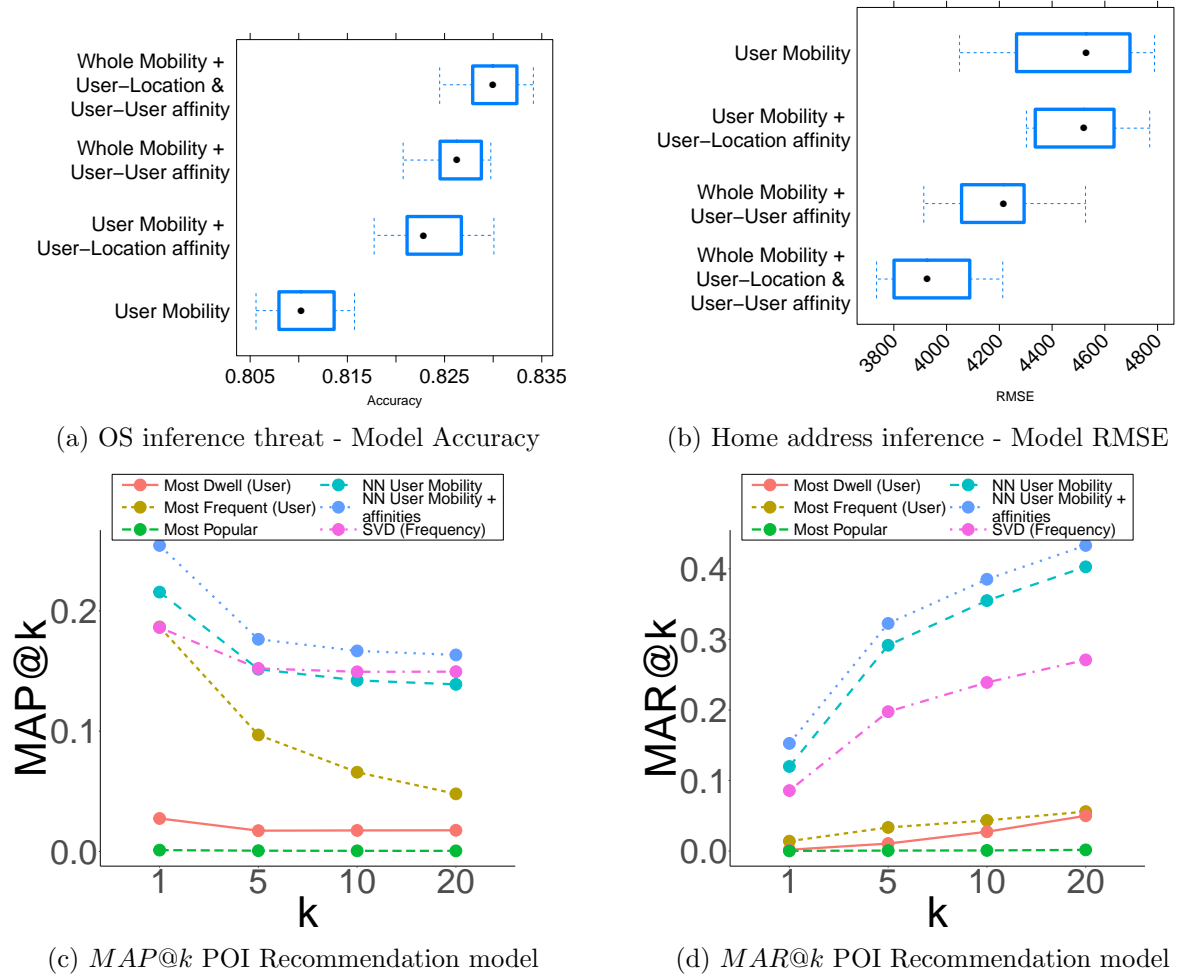 Whole Mobility +
User−Location &
User−User affinity
Whole Mobility +
User−User affinity
User Mobility +
User−Location affinity
User Mobility
0.805 0.815 0.825 0.835
Accuracy
(a) OS inference threat - Model Accuracy
User Mobility
User Mobility +
User−Location affinity
Whole Mobility +
User−User affinity
Whole Mobility +
User−Location &
User−User affinity
3800 4000 4200 4400 4600 4800
RMSE
(b) Home address inference - Model RMSE
Most Dwell (User) NN User Mobility
Most Frequent (User) NN User Mobility +
affinities
Most Popular SVD (Frequency)
MAP@k
0.2
0.1
0.0
1 5 10 20
k
(c) MAP@k POI Recommendation model
Most Dwell (User) NN User Mobility
Most Frequent (User) NN User Mobility +
affinities
Most Popular SVD (Frequency)
MAR@k
0.4
0.3
0.2
0.1
0.0
1 5 10 20
k
(d) MAR@k POI Recommendation model